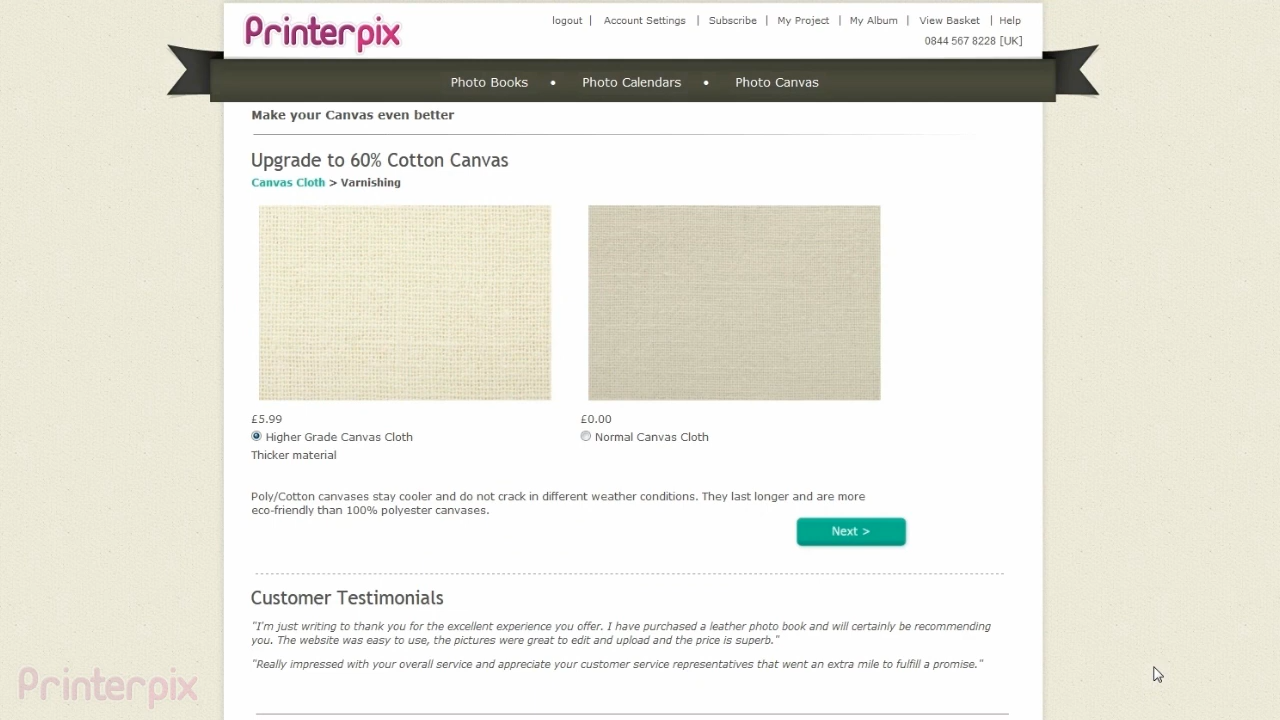 Printerpix
logout | Account Settings | Subscribe | My Project | My Album | View Basket | Help
0844 567 8228 [UK]
Photo Books • Photo Calendars • Photo Canvas
Make your Canvas even better
Upgrade to 60% Cotton Canvas
Canvas Cloth > Varnishing
£5.99 £0.00
Higher Grade Canvas Cloth Normal Canvas Cloth
Thicker material
Poly/Cotton canvases stay cooler and do not crack in different weather conditions. They last longer and are more
eco-friendly than 100% polyester canvases.
Next >
Customer Testimonials
"I'm just writing to thank you for the excellent experience you offer. I have purchased a leather photo book and will certainly be recommending
you. The website was easy to use, the pictures were great to edit and upload and the price is superb."
"Really impressed with your overall service and appreciate your customer service representatives that went an extra mile to fulfill a promise."
Printerpix